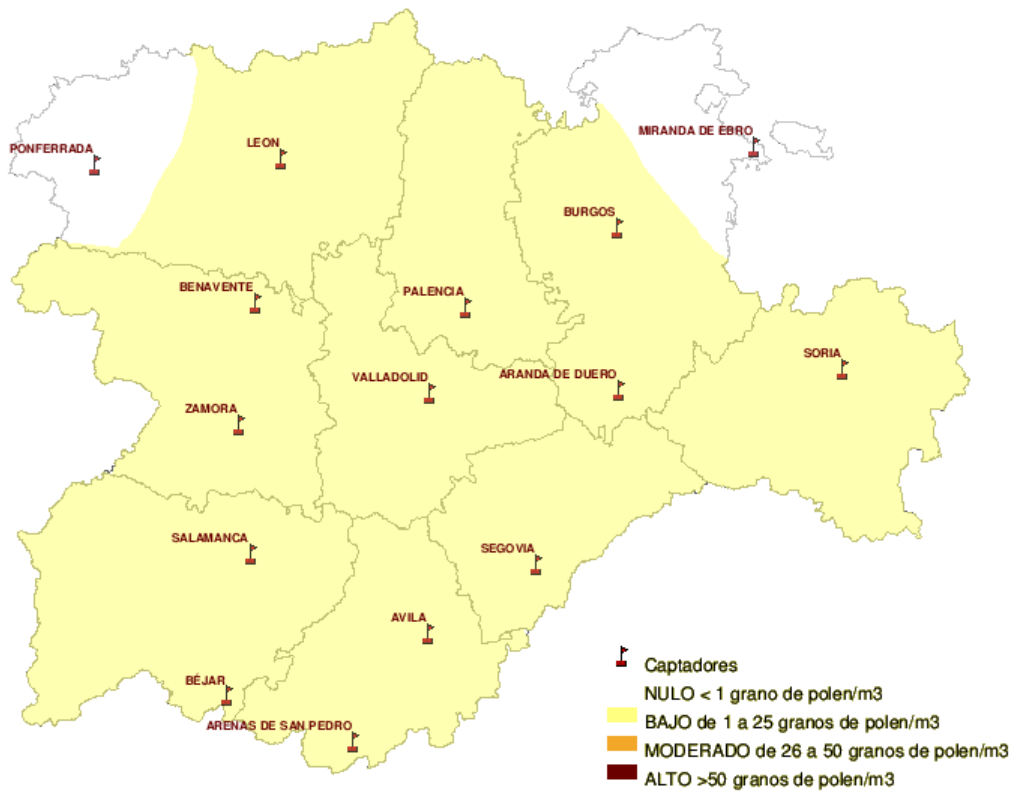 MIRANDA DE EBRO
PONFERRADA
LEON
BURGOS
BENAVENTE
PALENCIA
SORIA
VALLADOLID
ARANDA DE DUERO
ZAMORA
SALAMANCA
SEGOVIA
AVILA
BÉJAR
ARENAS DE SAN PEDRO
Captadores
NULO < 1 grano de polen/m3
BAJO de 1 a 25 granos de polen/m3
MODERADO de 26 a 50 granos de polen/m3
ALTO >50 granos de polen/m3